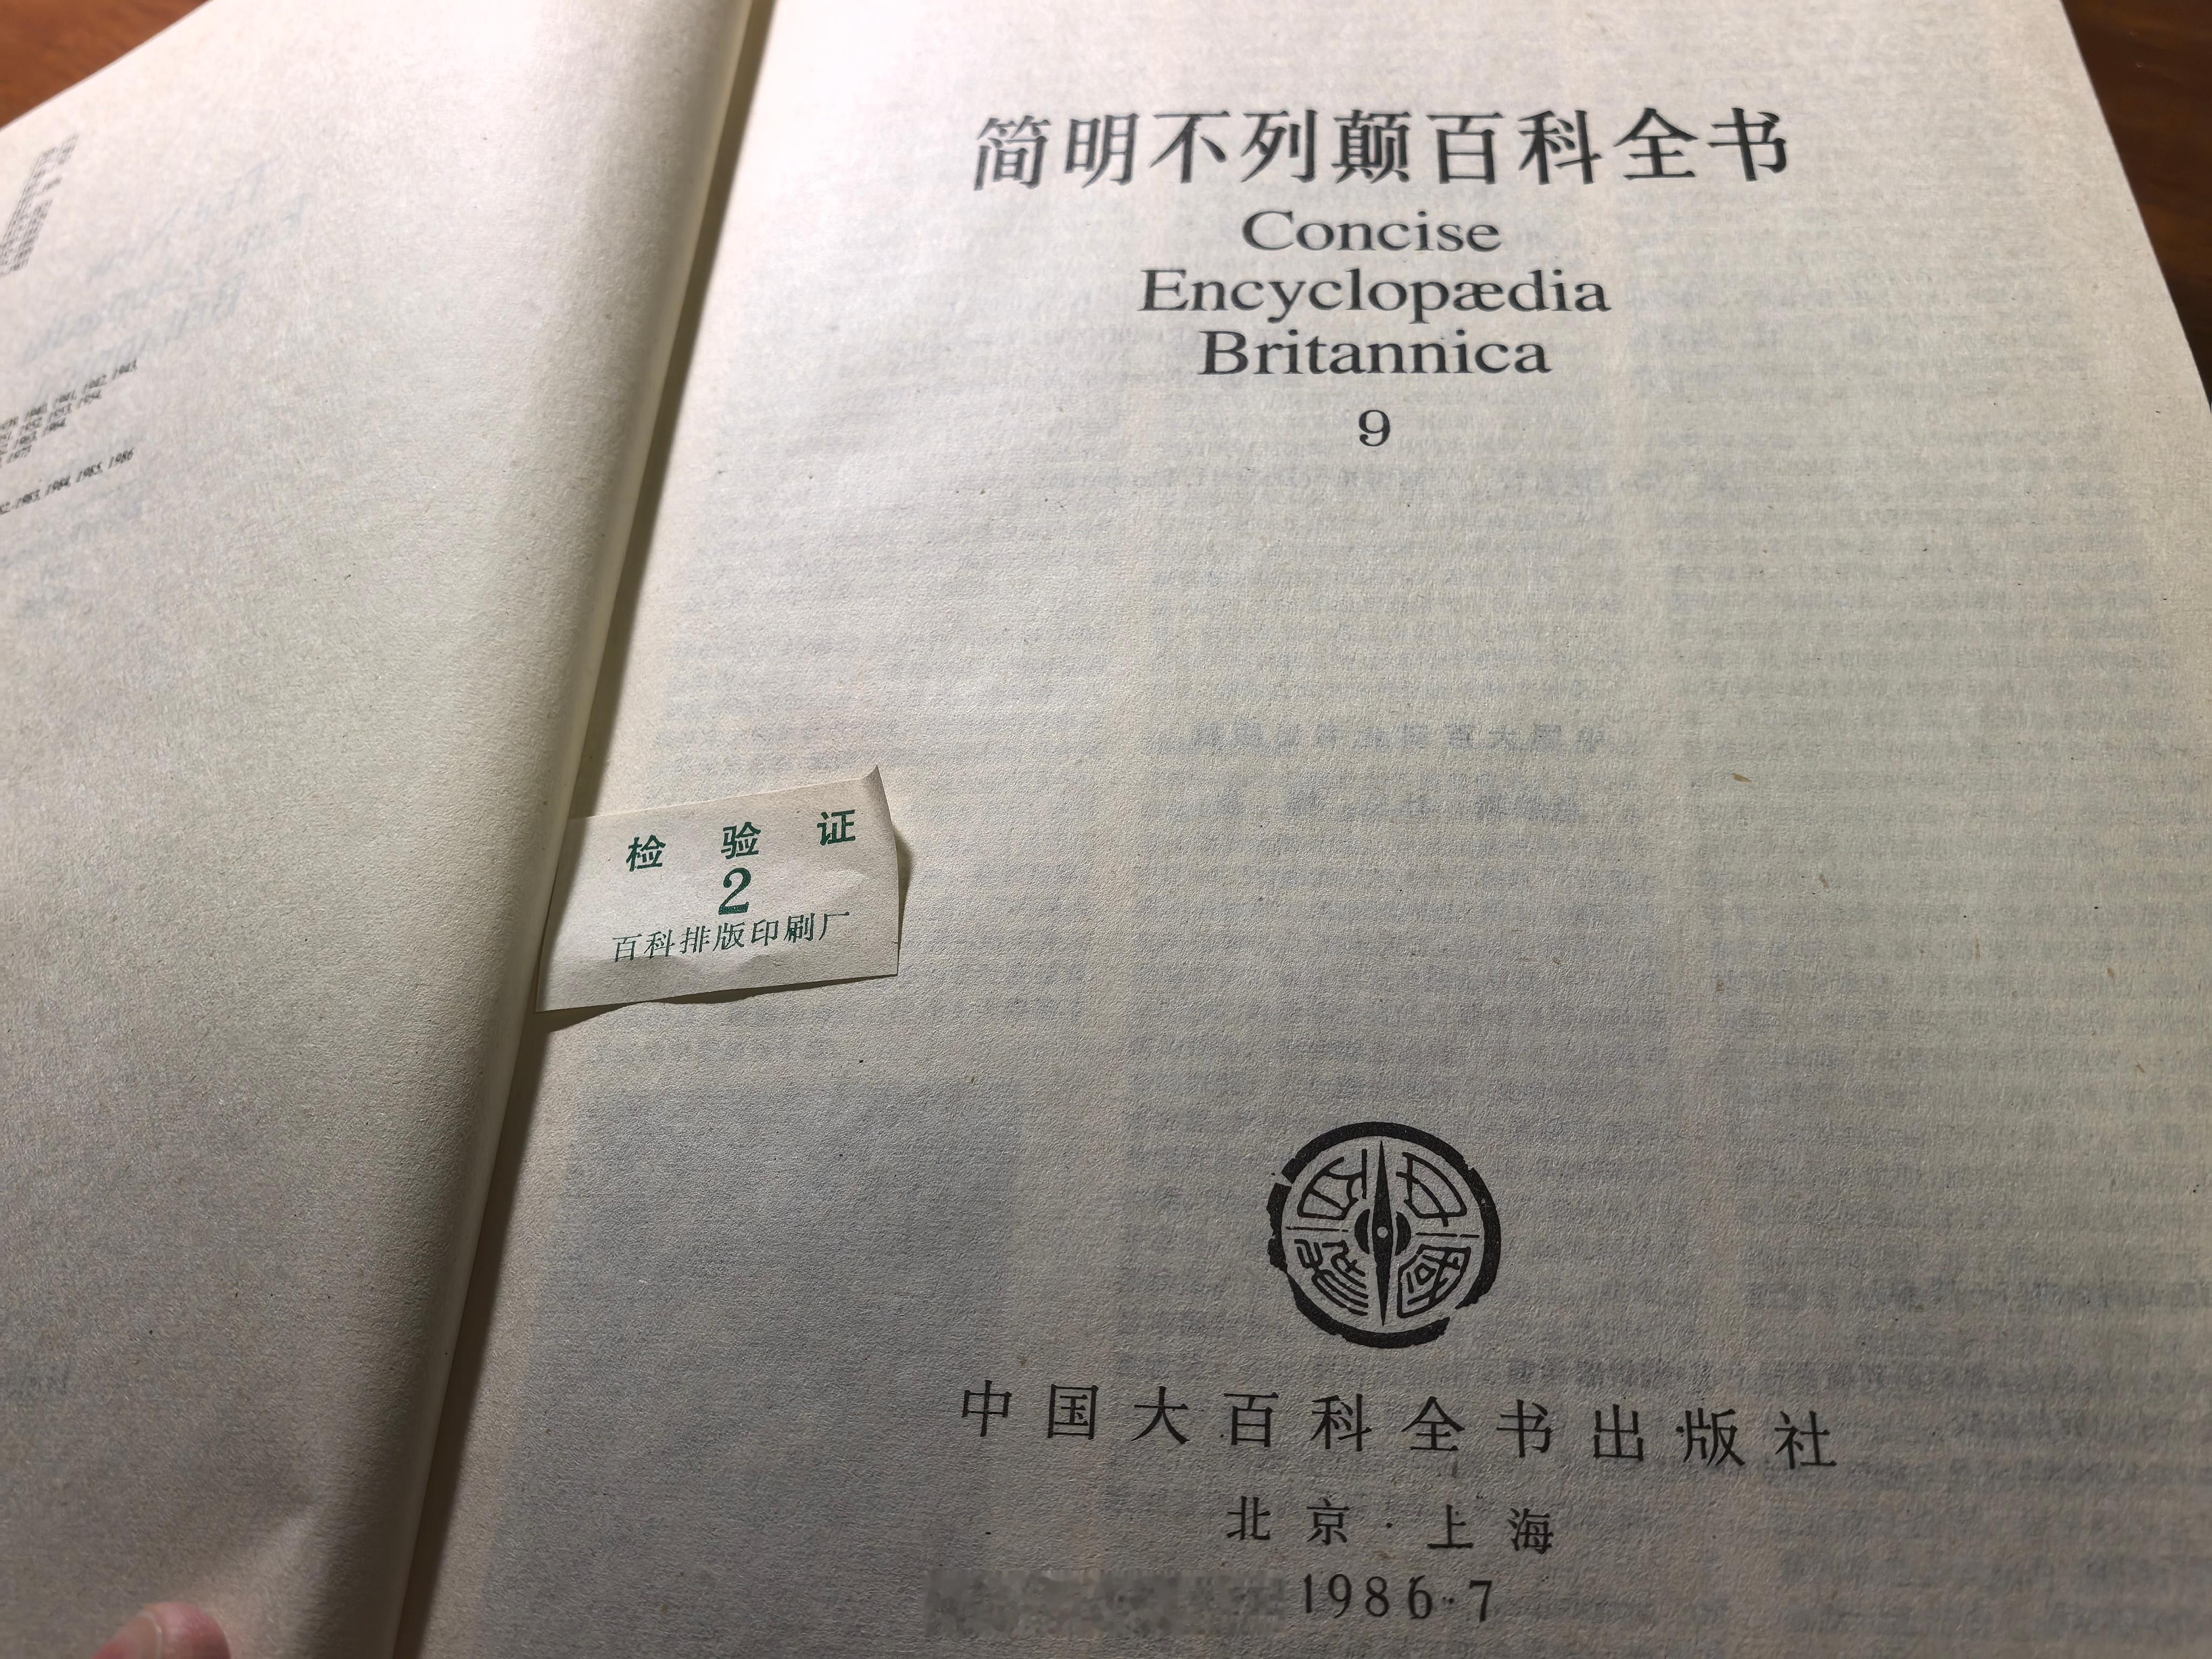 简明不列颠百科全书
Concise
Encyclopædia
Britannica
9
检验证
2
百科排版印刷厂
中国大百科全书出版社
北京·上海
1986·7